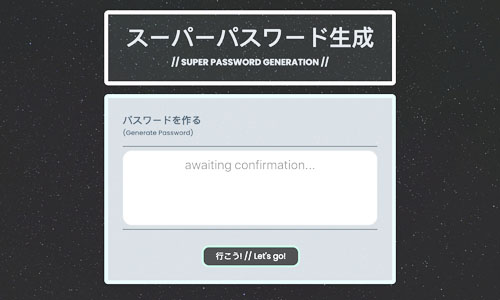 スーパーパスワード生成
// SUPER PASSWORD GENERATION //
パスワードを作る
(Generate Password)
awaiting confirmation...
行こう! // Let's go!